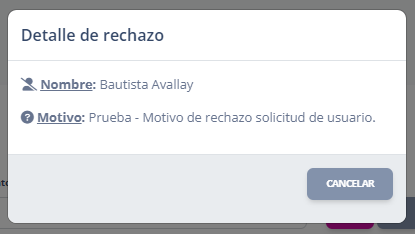 Detalle de rechazo
Nombre: Bautista Avallay
Motivo: Prueba - Motivo de rechazo solicitud de usuario.
CANCELAR